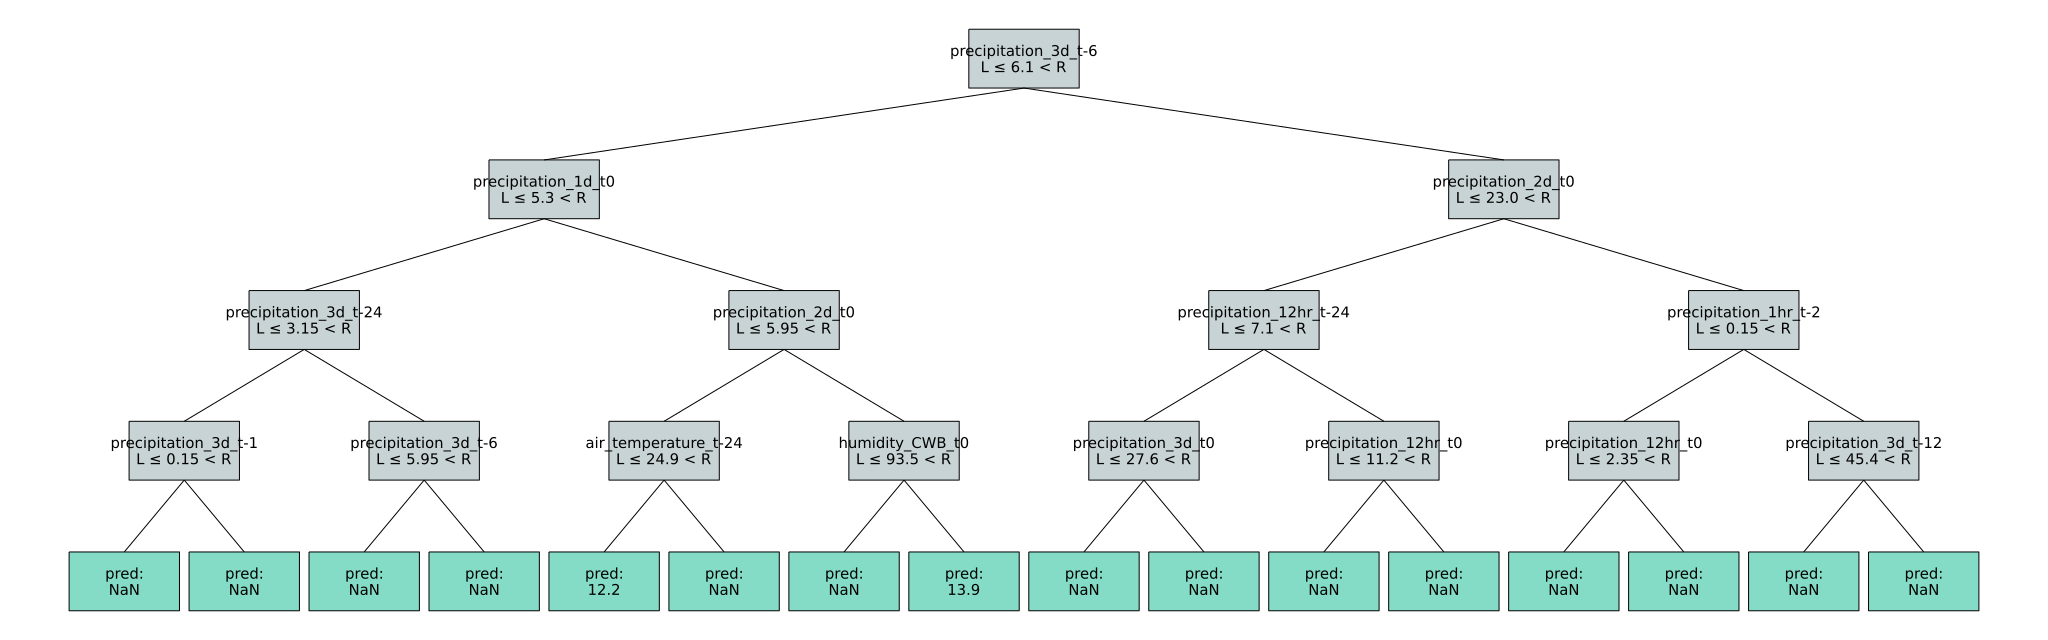 precipitation_3d_t-6
L ≤ 6.1 < R
precipitation_1d_t0
L ≤ 5.3 < R
precipitation_2d_t0
L ≤ 23.0 < R
precipitation_3d_t-24
L ≤ 3.15 < R
precipitation_2d_t0
L ≤ 5.95 < R
precipitation_12hr_t-24
L ≤ 7.1 < R
precipitation_1hr_t-2
L ≤ 0.15 < R
precipitation_3d_t-1
L ≤ 0.15 < R
precipitation_3d_t-6
L ≤ 5.95 < R
air_temperature_t-24
L ≤ 24.9 < R
humidity_CWB_t0
L ≤ 93.5 < R
precipitation_3d_t0
L ≤ 27.6 < R
precipitation_12hr_t0
L ≤ 11.2 < R
precipitation_12hr_t0
L ≤ 2.35 < R
precipitation_3d_t-12
L ≤ 45.4 < R
pred:
NaN
pred:
NaN
pred:
NaN
pred:
NaN
pred:
12.2
pred:
NaN
pred:
NaN
pred:
13.9
pred:
NaN
pred:
NaN
pred:
NaN
pred:
NaN
pred:
NaN
pred:
NaN
pred:
NaN
pred:
NaN